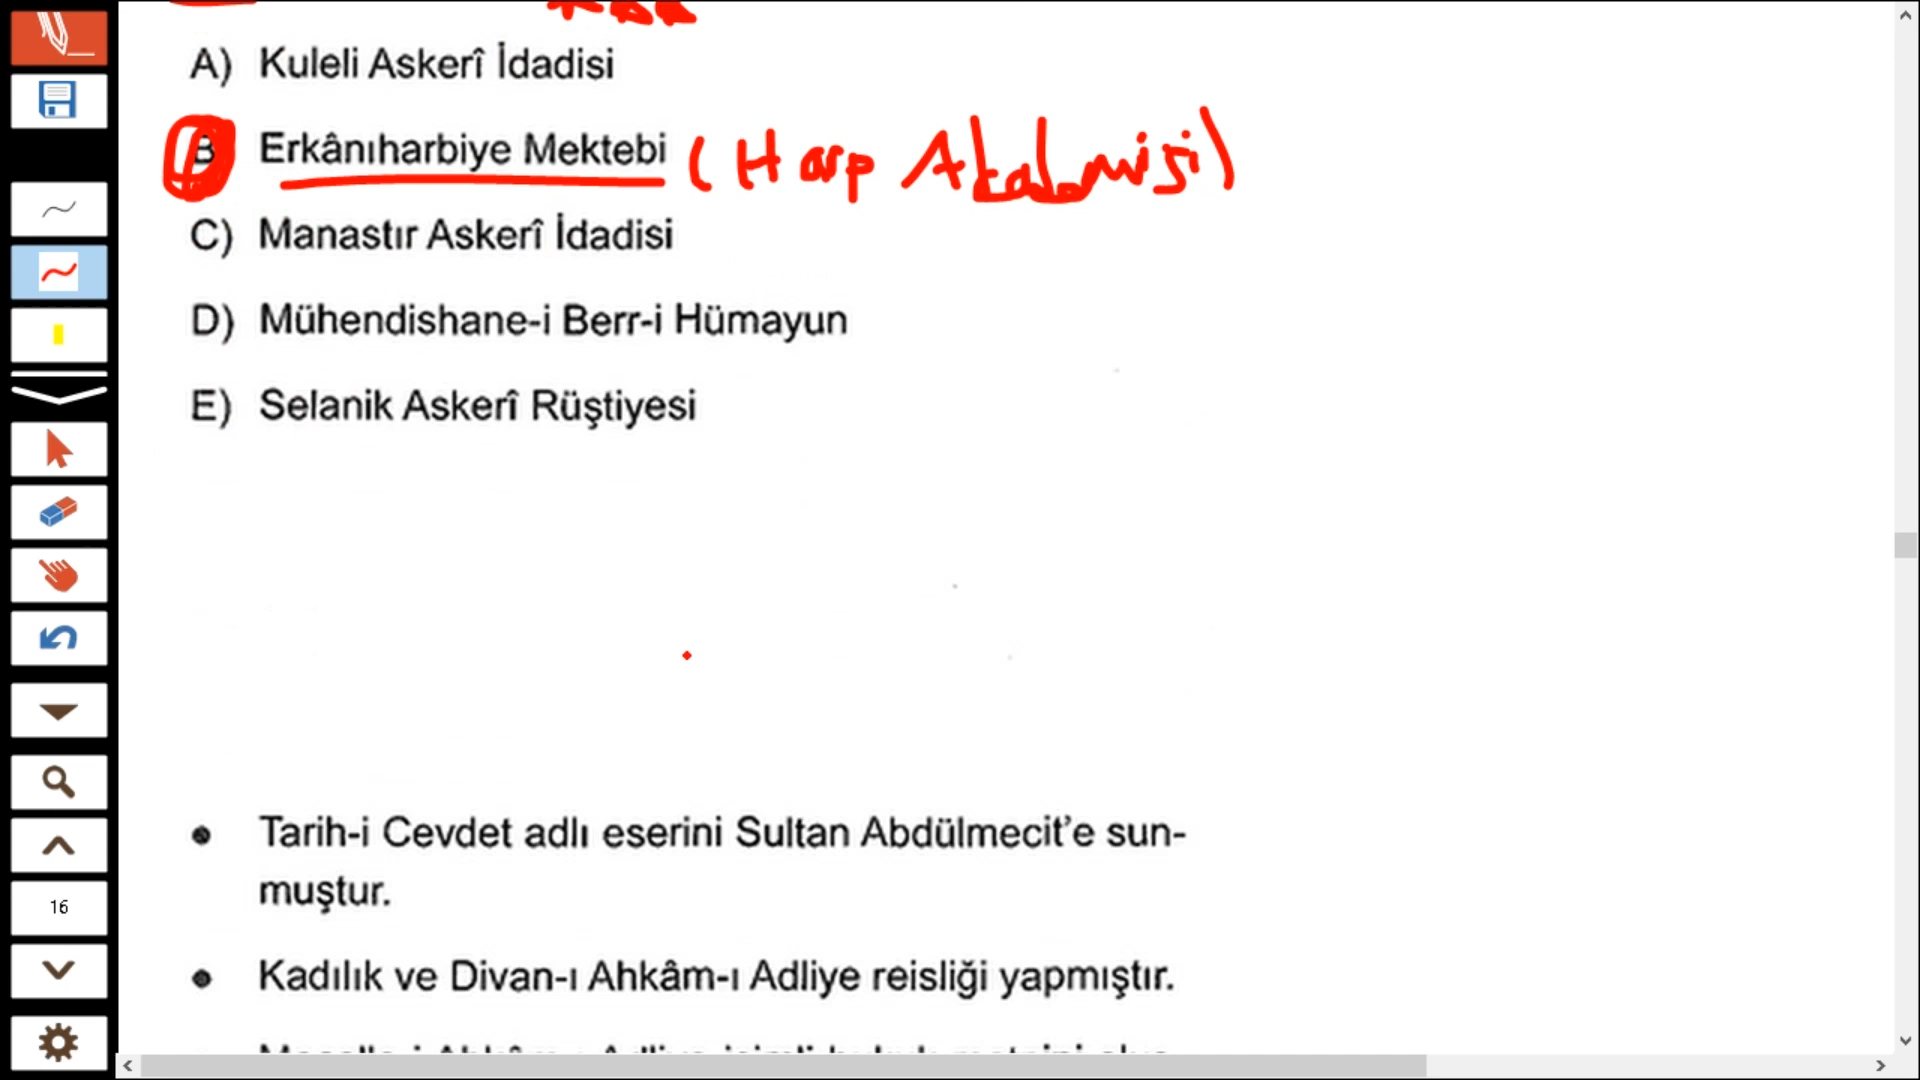 A) Kuleli Askerî İdadisi
B) Erkânıharbiye Mektebi (Harp Akademisi)
C) Manastır Askerî İdadisi
D) Mühendishane-i Berr-i Hümayun
E) Selanik Askerî Rüştiyesi
● Tarih-i Cevdet adlı eserini Sultan Abdülmecit'e sun-
muştur.
● Kadılık ve Divan-ı Ahkâm-ı Adliye reisliği yapmıştır.
16